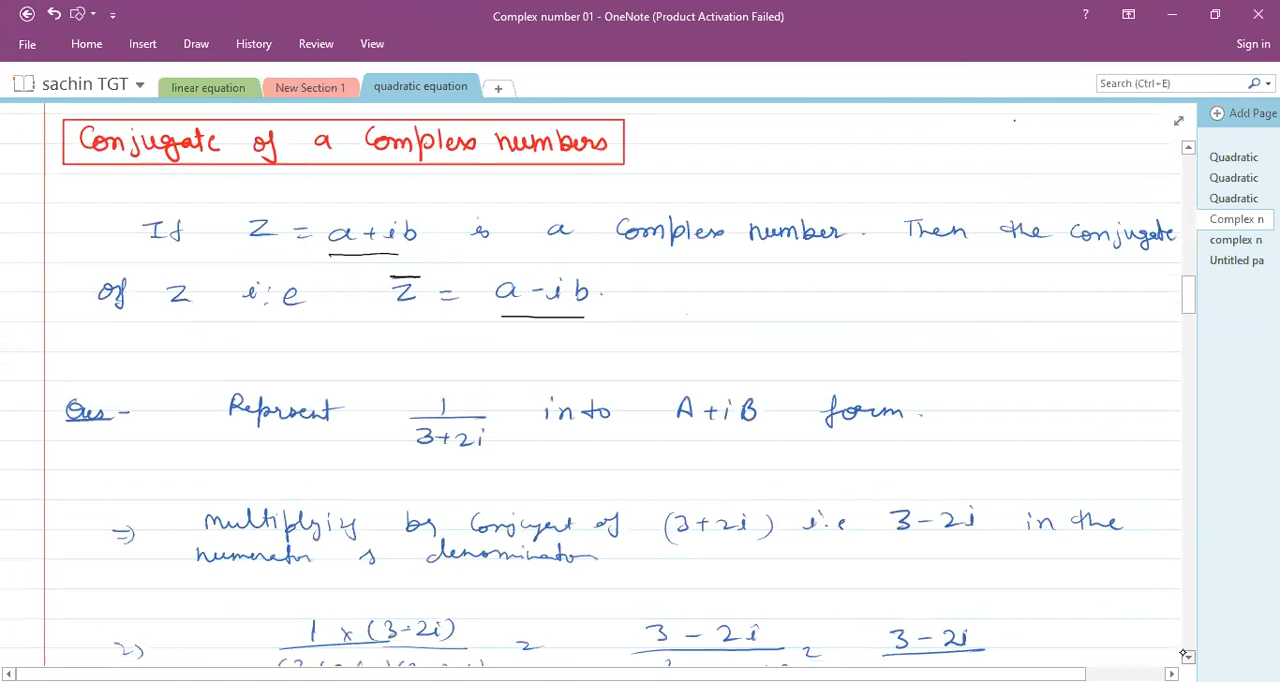 Complex number 01 - OneNote (Product Activation Failed)
File Home Insert Draw History Review View Sign in
sachin TGT linear equation New Section 1 quadratic equation Search (Ctrl+E)
Add Page
Quadratic
Quadratic
Quadratic
Complex n
complex n
Untitled pa
Conjugate of a Complex numbers
If Z = a+ib is a Complex number. Then the Conjugate
of z i.e z̅ = a-ib.
Ques- Represent 1/(3+2i) into A+iB form.
=> multiplyig by conjugate of (3+2i) i.e 3-2i in the
numerator & denominator
=> 1 x (3-2i) = 3 - 2i = 3-2i